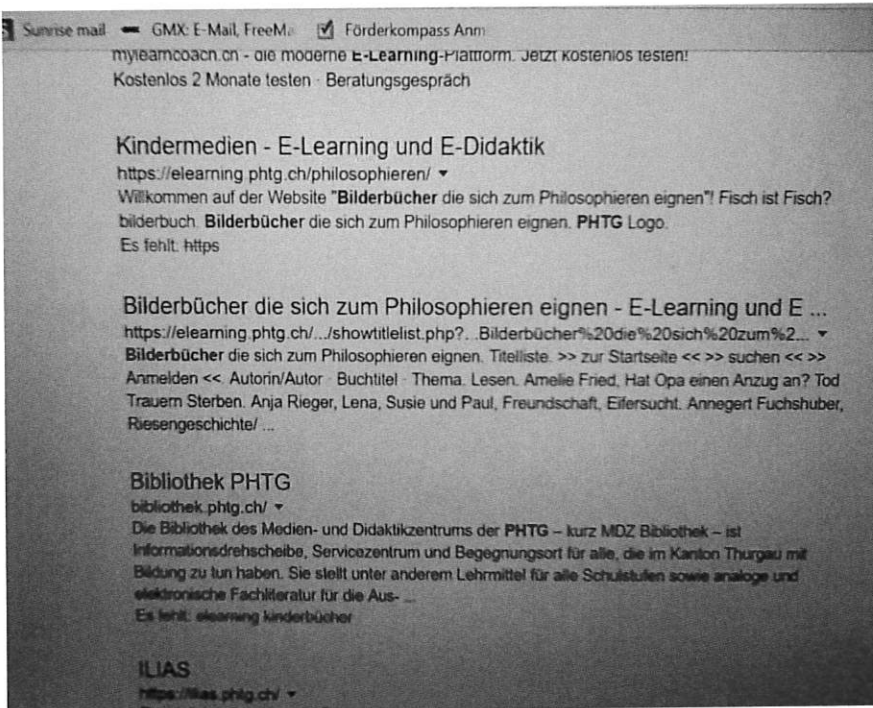 Sunrise mail GMX: E-Mail, FreeMa Förderkompass Anm
mylearncoach.ch - die moderne E-Learning-Plattform. Jetzt kostenlos testen!
Kostenlos 2 Monate testen · Beratungsgespräch
Kindermedien - E-Learning und E-Didaktik
https://elearning.phtg.ch/philosophieren/
Willkommen auf der Website "Bilderbücher die sich zum Philosophieren eignen"! Fisch ist Fisch?
bilderbuch. Bilderbücher die sich zum Philosophieren eignen. PHTG Logo.
Es fehlt: https
Bilderbücher die sich zum Philosophieren eignen - E-Learning und E ...
https://elearning.phtg.ch/.../showtitlelist.php?...Bilderbücher%20die%20sich%20zum%2...
Bilderbücher die sich zum Philosophieren eignen. Titelliste. >> zur Startseite << >> suchen << >>
Anmelden <<. Autorin/Autor · Buchtitel · Thema. Lesen. Amelie Fried, Hat Opa einen Anzug an? Tod
Trauern Sterben. Anja Rieger, Lena, Susie und Paul, Freundschaft, Eifersucht. Annegert Fuchshuber,
Riesengeschichte/ ...
Bibliothek PHTG
bibliothek.phtg.ch/
Die Bibliothek des Medien- und Didaktikzentrums der PHTG – kurz MDZ Bibliothek – ist
Informationsdrehscheibe, Servicezentrum und Begegnungsort für alle, die im Kanton Thurgau mit
Bildung zu tun haben. Sie stellt unter anderem Lehrmittel für alle Schulstufen sowie analoge und
elektronische Fachliteratur für die Aus- ...
Es fehlt: elearning kinderbücher
ILIAS
https://ilias.phtg.ch/